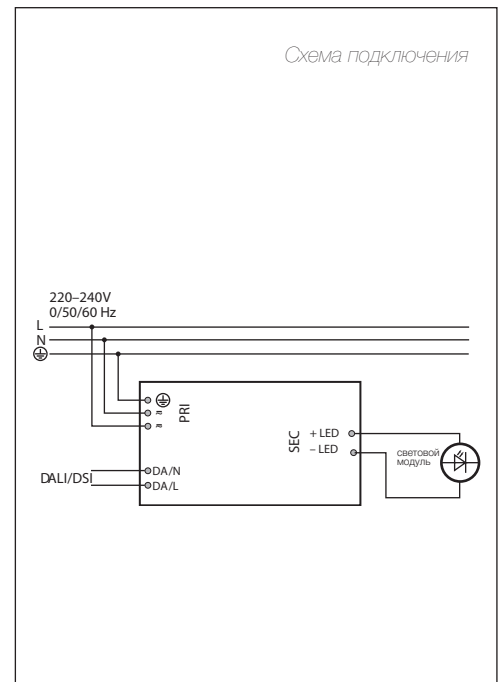 Схема подключения
220–240V
0/50/60 Hz
L
N
PRI
≂
≂
DALI/DSI
DA/N
DA/L
SEC
+ LED
– LED
световой
модуль